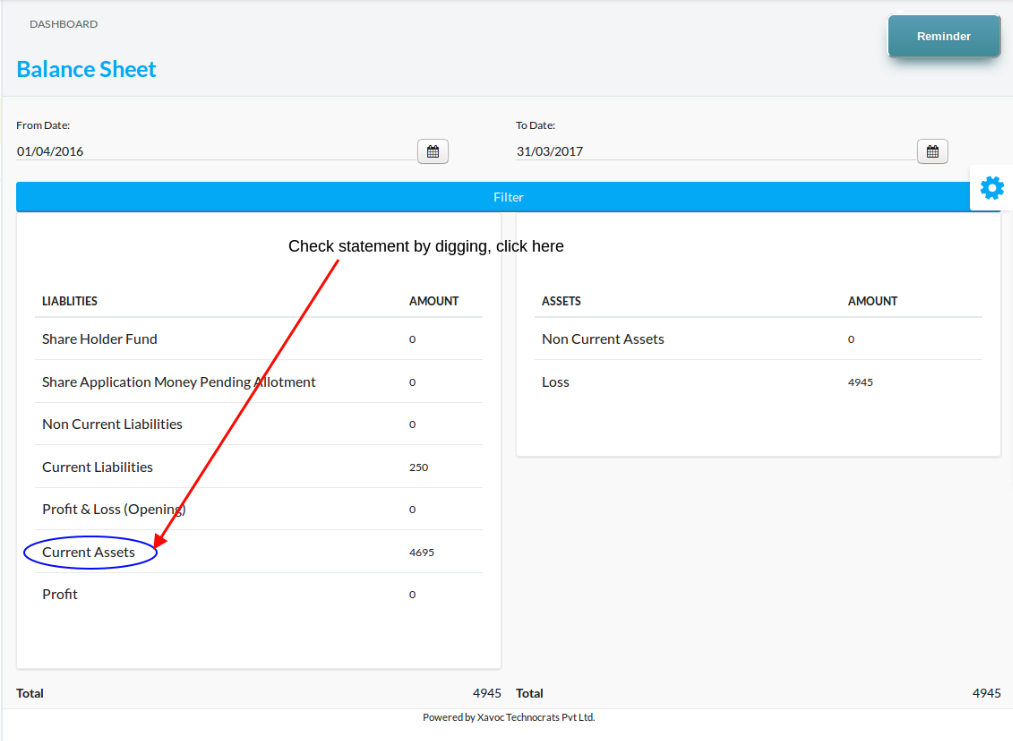 DASHBOARD
Reminder
Balance Sheet
From Date:
To Date:
01/04/2016
31/03/2017
Filter
Check statement by digging, click here
LIABLITIES AMOUNT
Share Holder Fund 0
Share Application Money Pending Allotment 0
Non Current Liabilities 0
Current Liabilities 250
Profit & Loss (Opening) 0
Current Assets 4695
Profit 0
ASSETS AMOUNT
Non Current Assets 0
Loss 4945
Total 4945
Total 4945
Powered by Xavoc Technocrats Pvt Ltd.